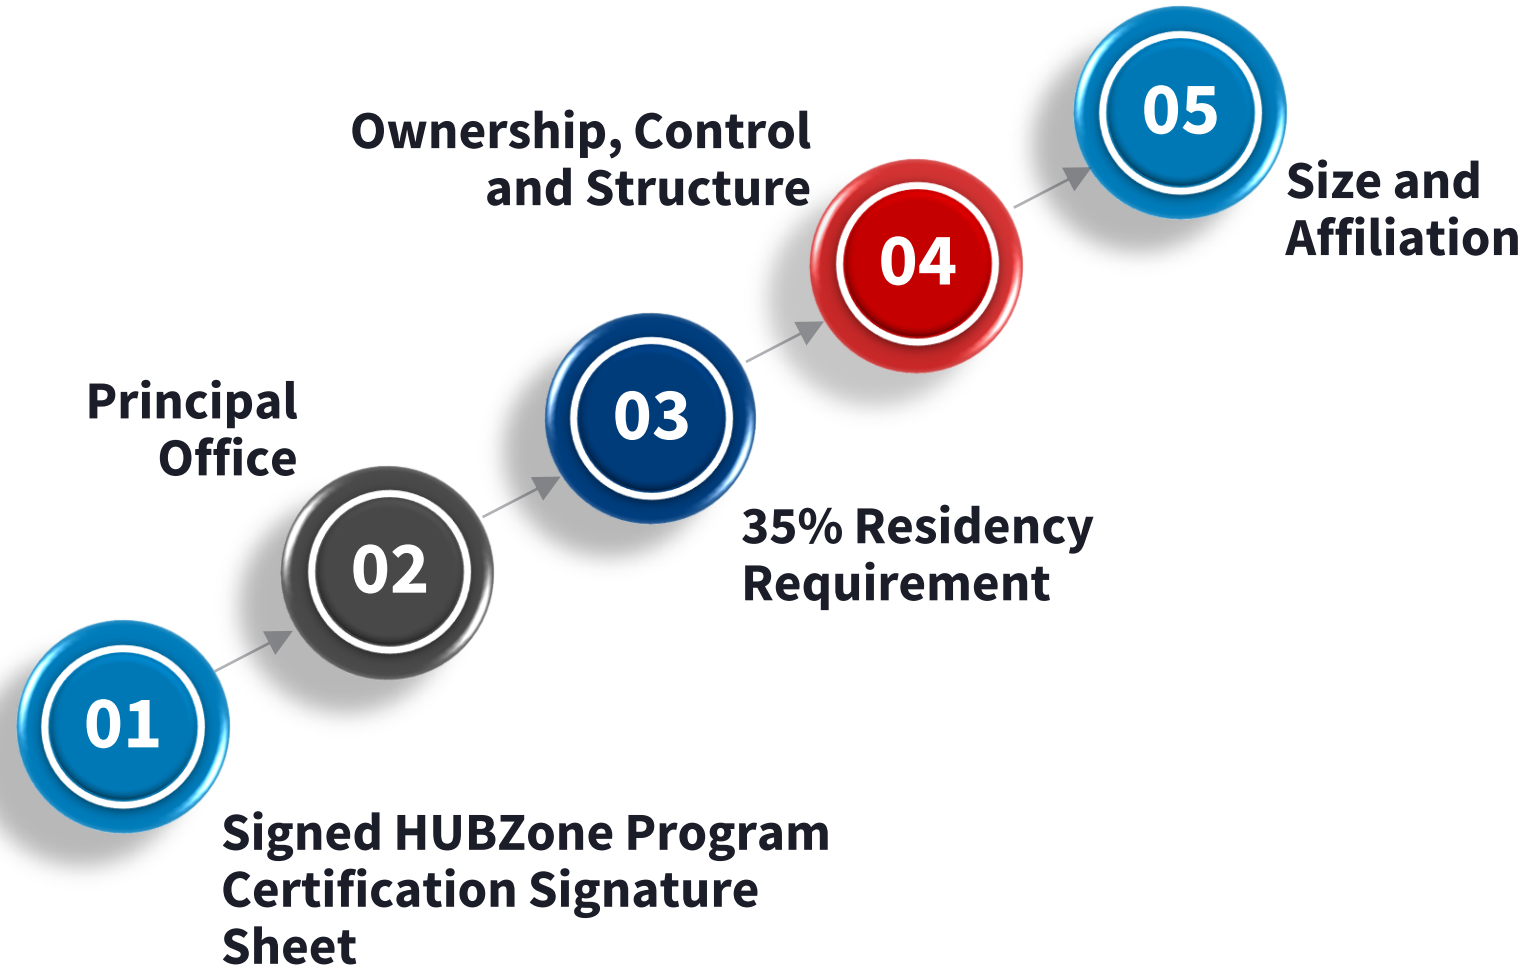 01
Signed HUBZone Program
Certification Signature
Sheet
02
Principal
Office
03
35% Residency
Requirement
04
Ownership, Control
and Structure
05
Size and
Affiliation